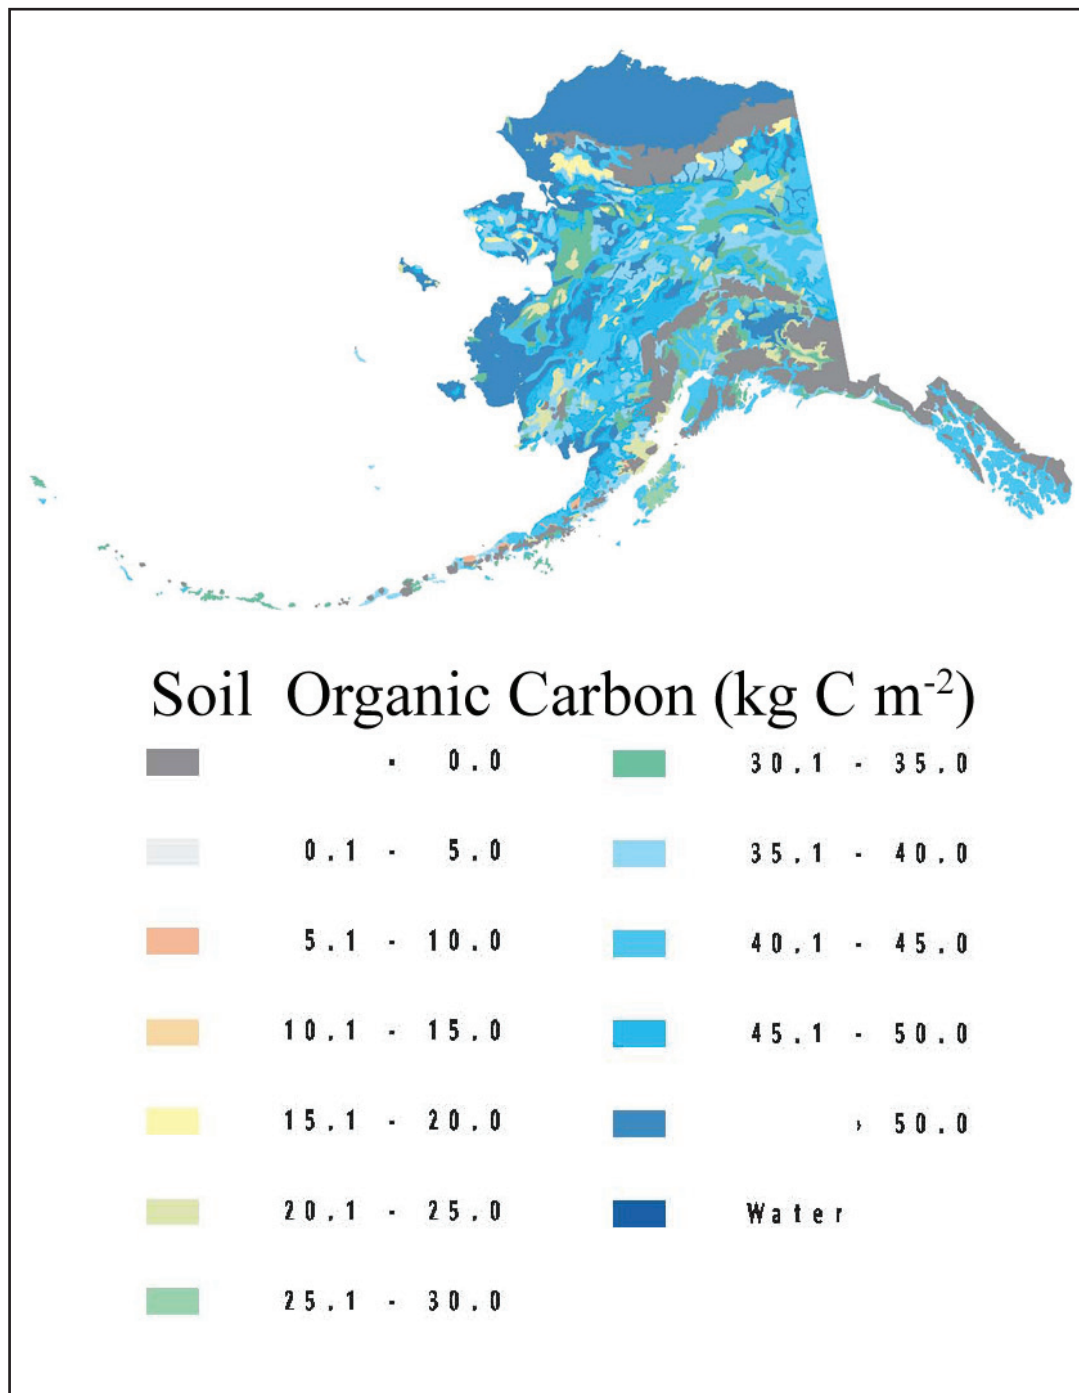 Soil Organic Carbon (kg C m-2)
- 0.0
0.1 - 5.0
5.1 - 10.0
10.1 - 15.0
15.1 - 20.0
20.1 - 25.0
25.1 - 30.0
30.1 - 35.0
35.1 - 40.0
40.1 - 45.0
45.1 - 50.0
> 50.0
Water